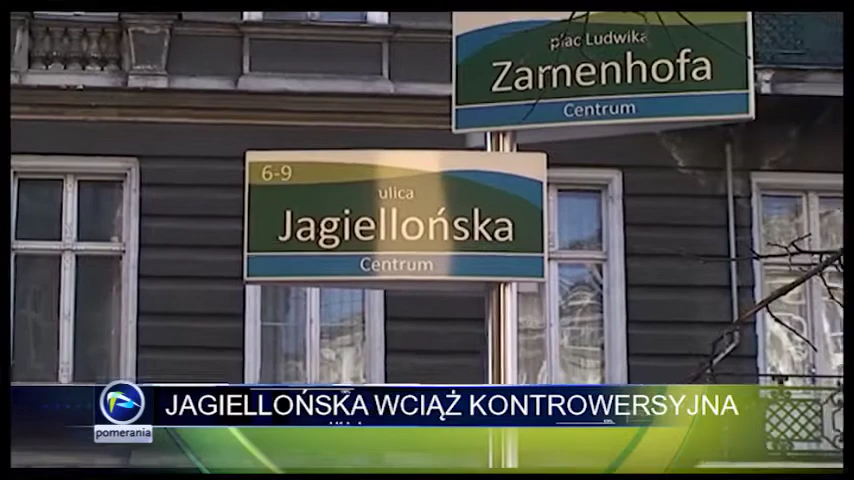 plac Ludwika
Zamenhofa
Centrum
6-9
ulica
Jagiellońska
Centrum
JAGIELLOŃSKA WCIĄŻ KONTROWERSYJNA
pomerania